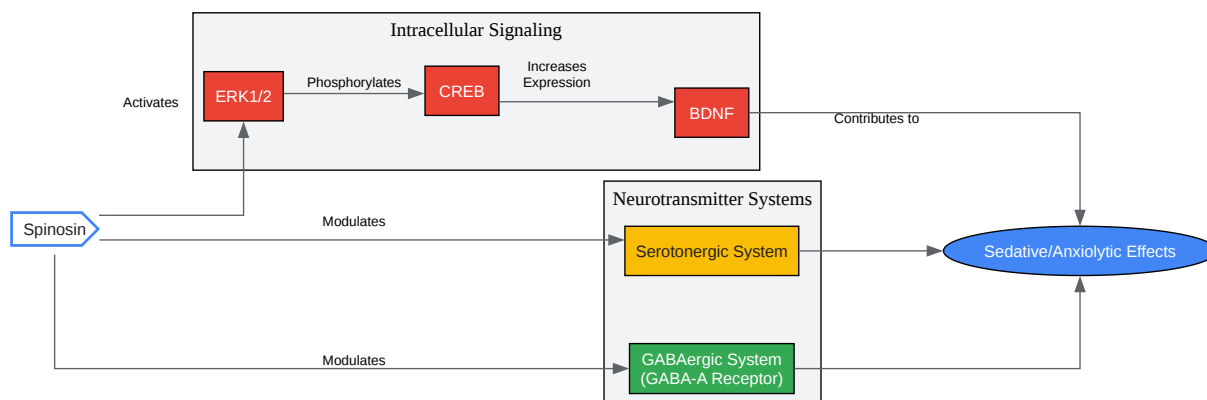 Intracellular Signaling
Increases
Expression
Phosphorylates
ERK1/2
CREB
Activates
BDNF
Contributes to
Neurotransmitter Systems
Spinosin
Modulates
Serotonergic System
Sedative/Anxiolytic Effects
Modulates
GABAergic System
(GABA-A Receptor)